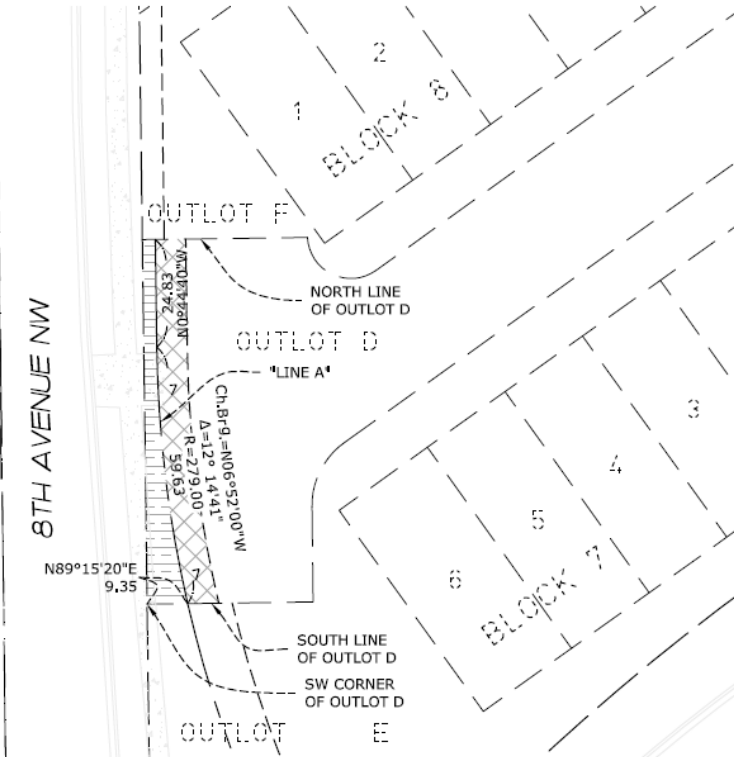 2
8
1
BLOCK
OUTLOT F
24.83
N0°44'40"W
NORTH LINE
OF OUTLOT D
OUTLOT D
"LINE A"
8TH AVENUE NW
7
Ch.Brg.=N06°52'00"W
Δ=12° 14'41"
R=279.00'
59.63
3
4
5
6
BLOCK 7
N89°15'20"E
9.35
7
SOUTH LINE
OF OUTLOT D
SW CORNER
OF OUTLOT D
OUTLOT E